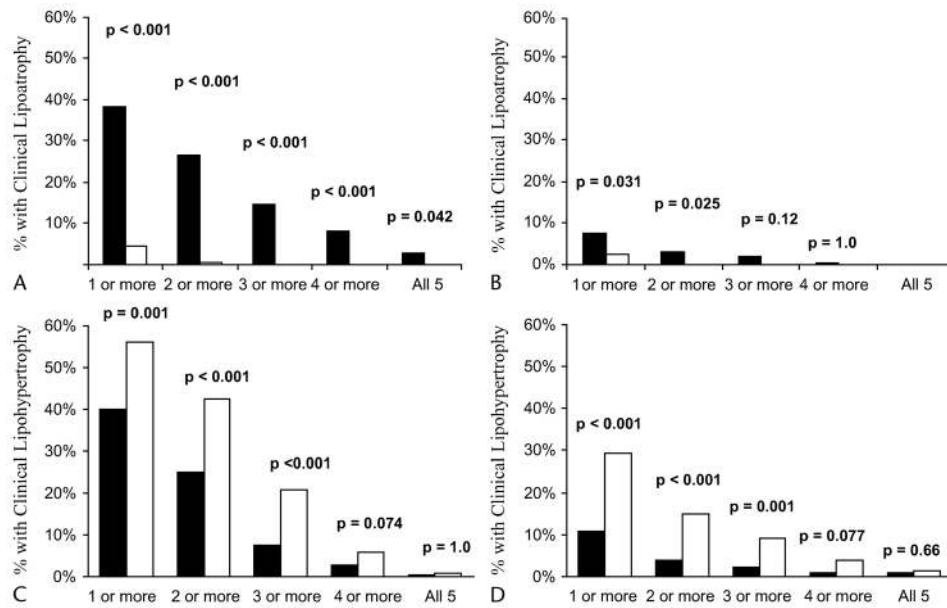 % with Clinical Lipoatrophy
60%
50%
40%
30%
20%
10%
p < 0.001
p < 0.001
p < 0.001
p < 0.001
p = 0.042
A
1 or more
2 or more
3 or more
4 or more
All 5
% with Clinical Lipoatrophy
60%
50%
40%
30%
20%
10%
0%
p = 0.031
p = 0.025
p = 0.12
p = 1.0
B
1 or more
2 or more
3 or more
4 or more
All 5
% with Clinical Lipohypertrophy
60%
50%
40%
30%
20%
10%
0%
p = 0.001
p < 0.001
p <0.001
p = 0.074
p = 1.0
C
1 or more
2 or more
3 or more
4 or more
All 5
% with Clinical Lipohypertrophy
60%
50%
40%
30%
20%
10%
0%
p < 0.001
p < 0.001
p = 0.001
p = 0.077
p = 0.66
D
1 or more
2 or more
3 or more
4 or more
All 5